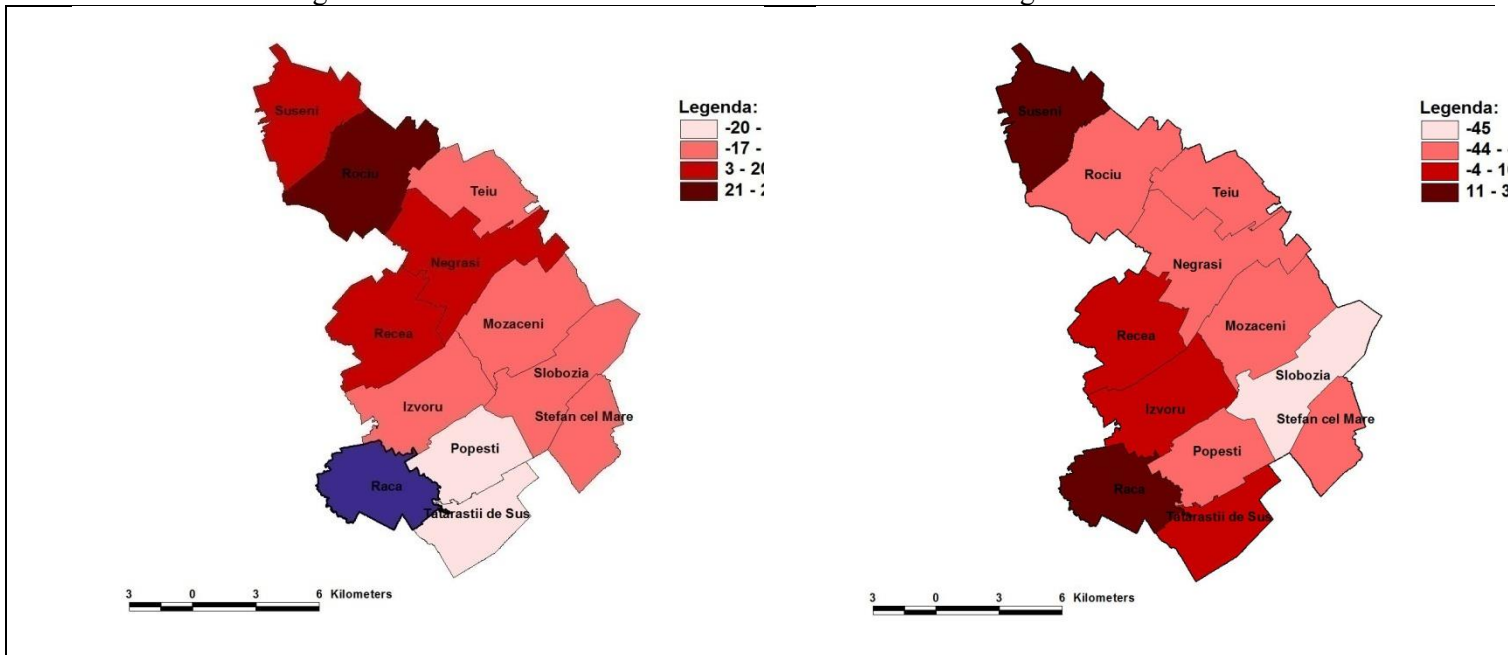 Suseni
Rociu
Teiu
Negrasi
Recea
Mozaceni
Slobozia
Izvoru
Stefan cel Mare
Popesti
Raca
Tatarastii de Sus
Legenda:
-20 -
-17 -
3 - 20
21 - 2
3 0 3 6 Kilometers
Suseni
Rociu
Teiu
Negrasi
Recea
Mozaceni
Slobozia
Izvoru
Stefan cel Mare
Popesti
Raca
Tatarastii de Sus
Legenda:
-45
-44 -
-4 - 10
11 - 3
3 0 3 6 Kilometers